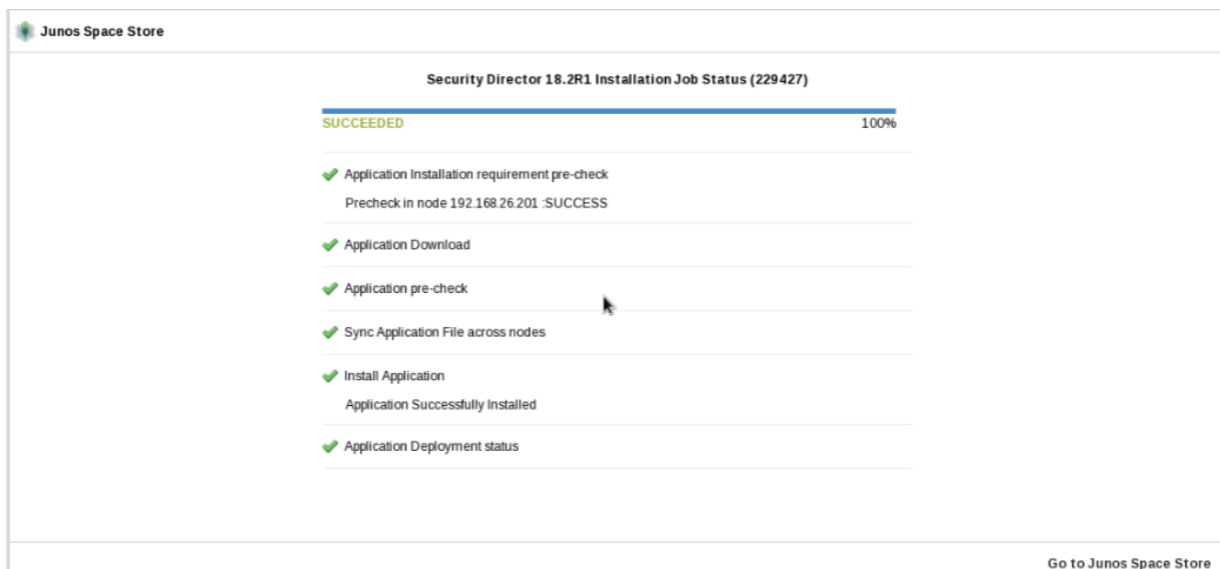 Junos Space Store
Security Director 18.2R1 Installation Job Status (229427)
SUCCEEDED 100%
Application Installation requirement pre-check
Precheck in node 192.168.26.201 :SUCCESS
Application Download
Application pre-check
Sync Application File across nodes
Install Application
Application Successfully Installed
Application Deployment status
Go to Junos Space Store